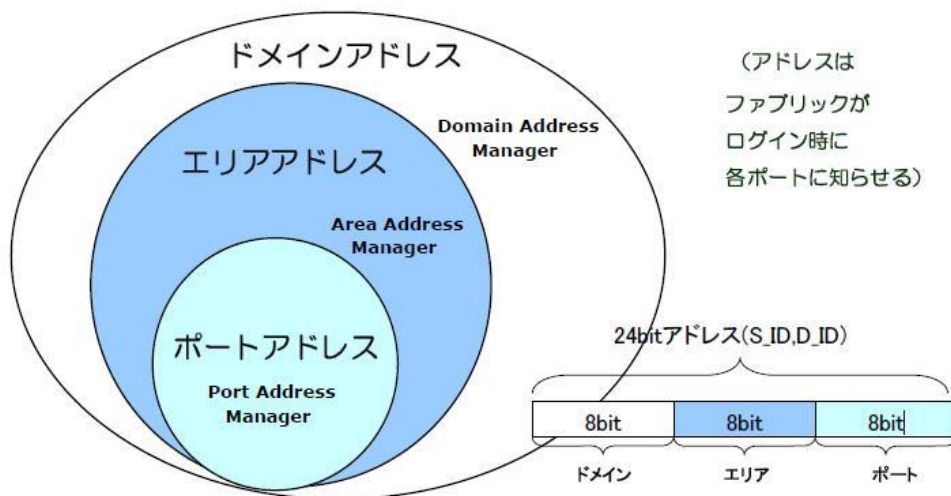 ドメインアドレス
Domain Address
Manager
エリアアドレス
Area Address
Manager
ポートアドレス
Port Address
Manager
（アドレスは
ファブリックが
ログイン時に
各ポートに知らせる）
24bitアドレス(S_ID,D_ID)
8bit 8bit 8bit
ドメイン エリア ポート